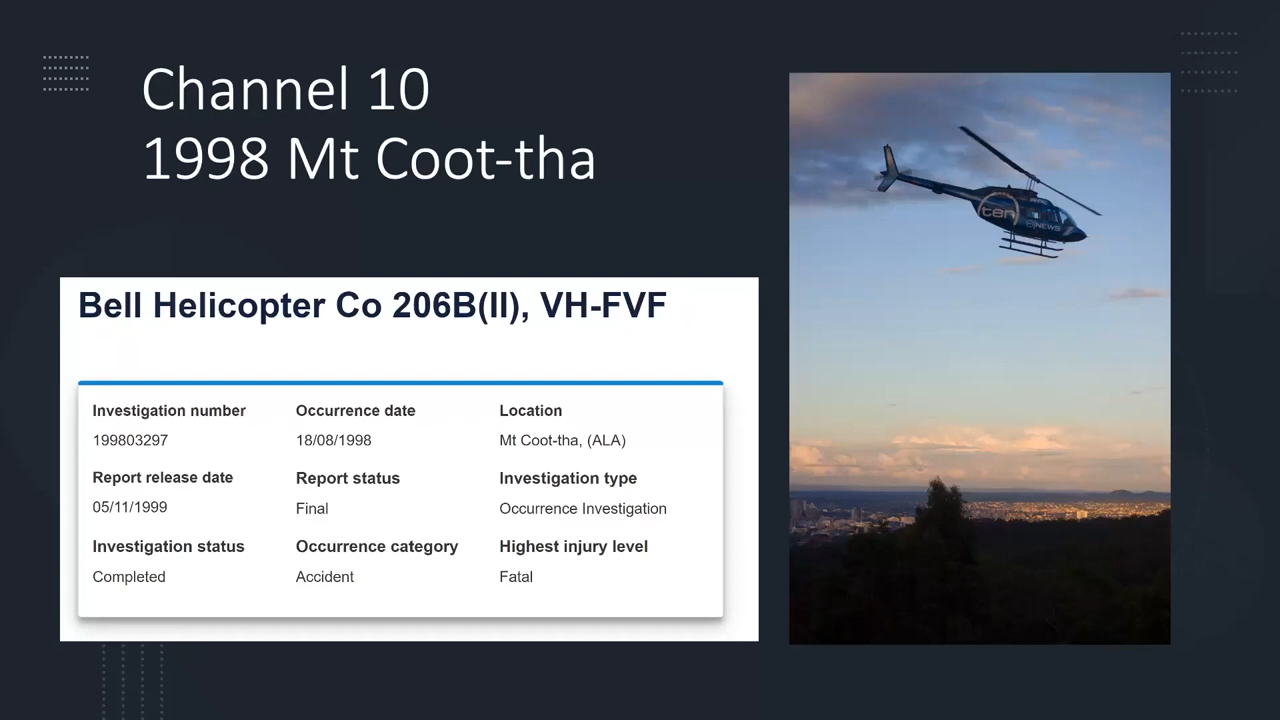 Channel 10
1998 Mt Coot-tha
Bell Helicopter Co 206B(II), VH-FVF
Investigation number
Occurrence date
Location
199803297
18/08/1998
Mt Coot-tha, (ALA)
Report release date
Report status
Investigation type
05/11/1999
Final
Occurrence Investigation
Investigation status
Occurrence category
Highest injury level
Completed
Accident
Fatal
ten
NEWS